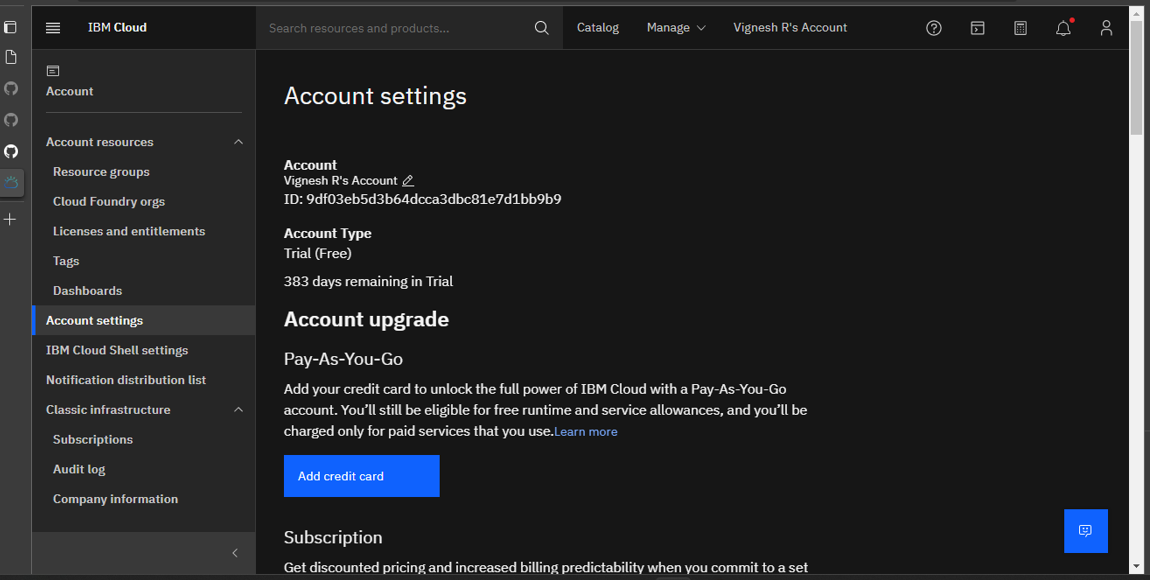 IBM Cloud
Search resources and products...
Catalog
Manage
Vignesh R's Account
Account
Account resources
Resource groups
Cloud Foundry orgs
Licenses and entitlements
Tags
Dashboards
Account settings
IBM Cloud Shell settings
Notification distribution list
Classic infrastructure
Subscriptions
Audit log
Company information
Account settings
Account
Vignesh R's Account
ID: 9df03eb5d3b64dcca3dbc81e7d1bb9b9
Account Type
Trial (Free)
383 days remaining in Trial
Account upgrade
Pay-As-You-Go
Add your credit card to unlock the full power of IBM Cloud with a Pay-As-You-Go
account. You’ll still be eligible for free runtime and service allowances, and you’ll be
charged only for paid services that you use.Learn more
Add credit card
Subscription
Get discounted pricing and increased billing predictability when you commit to a set